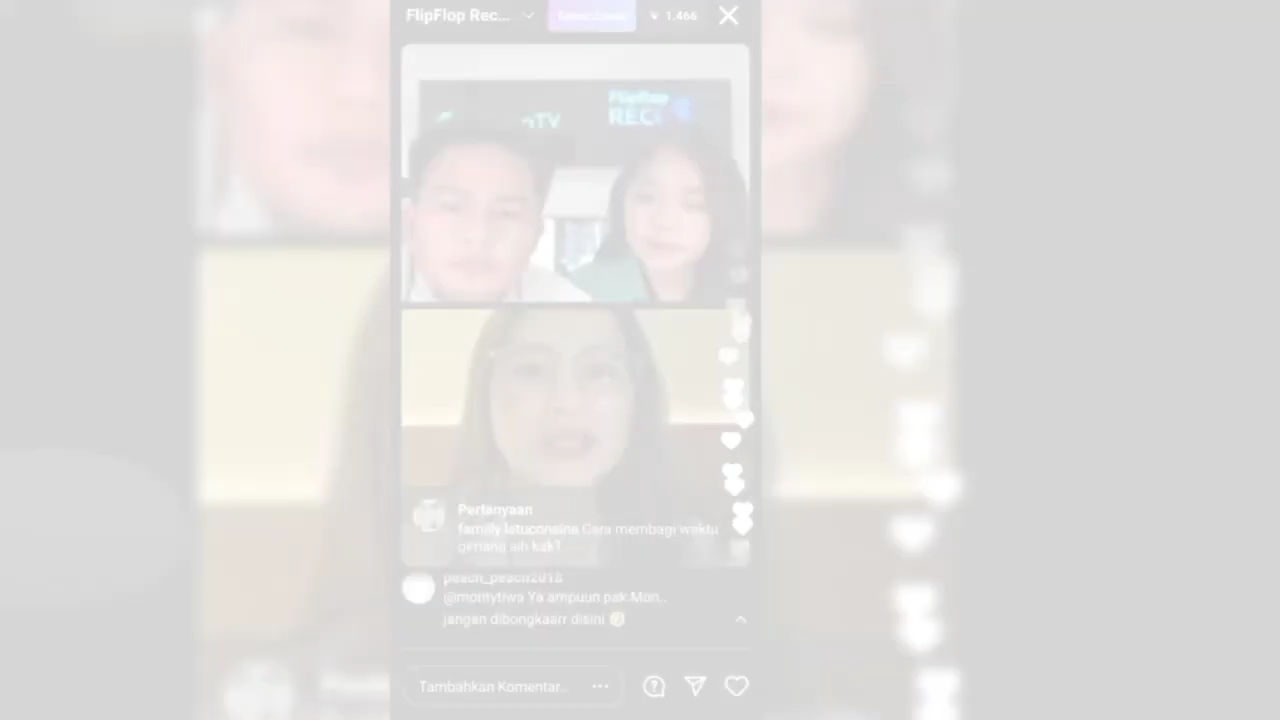 FlipFlop Rec...
1.466
FlipFlop
REC
TV
Pertanyaan
family.latuconsina Cara membagi waktu
gimana sih kak?
peach_peach2018
@montytiwa Ya ampuun pak Mon..
jangan dibongkaarr disini 🤣
Tambahkan Komentar...